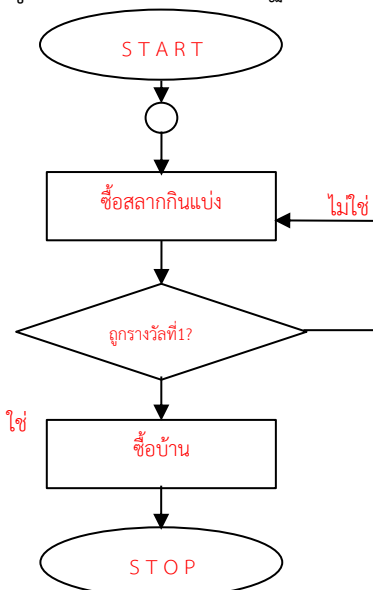 START
ซื้อสลากกินแบ่ง
ไม่ใช่
ถูกรางวัลที่1?
ใช่
ซื้อบ้าน
STOP